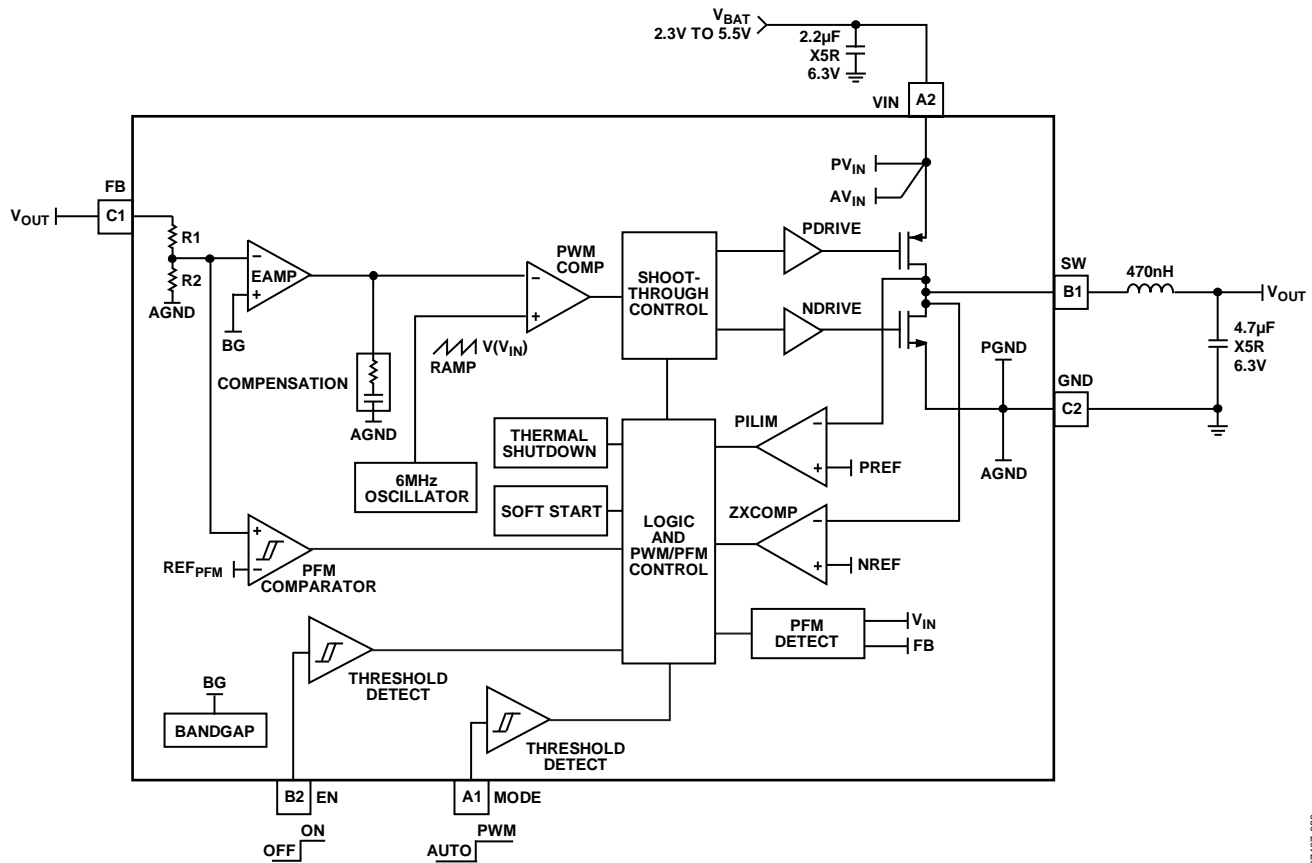 VBAT
2.3V TO 5.5V
2.2µF
X5R
6.3V
VIN
A2
PVIN
AVIN
FB
VOUT
C1
R1
R2
AGND
−
EAMP
+
BG
COMPENSATION
AGND
PWM
COMP
−
+
V(VIN)
RAMP
6MHz
OSCILLATOR
SHOOT-
THROUGH
CONTROL
PDRIVE
NDRIVE
SW
B1
470nH
VOUT
4.7µF
X5R
6.3V
PGND
GND
C2
AGND
THERMAL
SHUTDOWN
SOFT START
LOGIC
AND
PWM/PFM
CONTROL
PILIM
−
+
PREF
ZXCOMP
−
+
NREF
+
REFPFM
−
PFM
COMPARATOR
PFM
DETECT
VIN
FB
THRESHOLD
DETECT
THRESHOLD
DETECT
BG
BANDGAP
B2
EN
A1
MODE
ON
OFF
PWM
AUTO